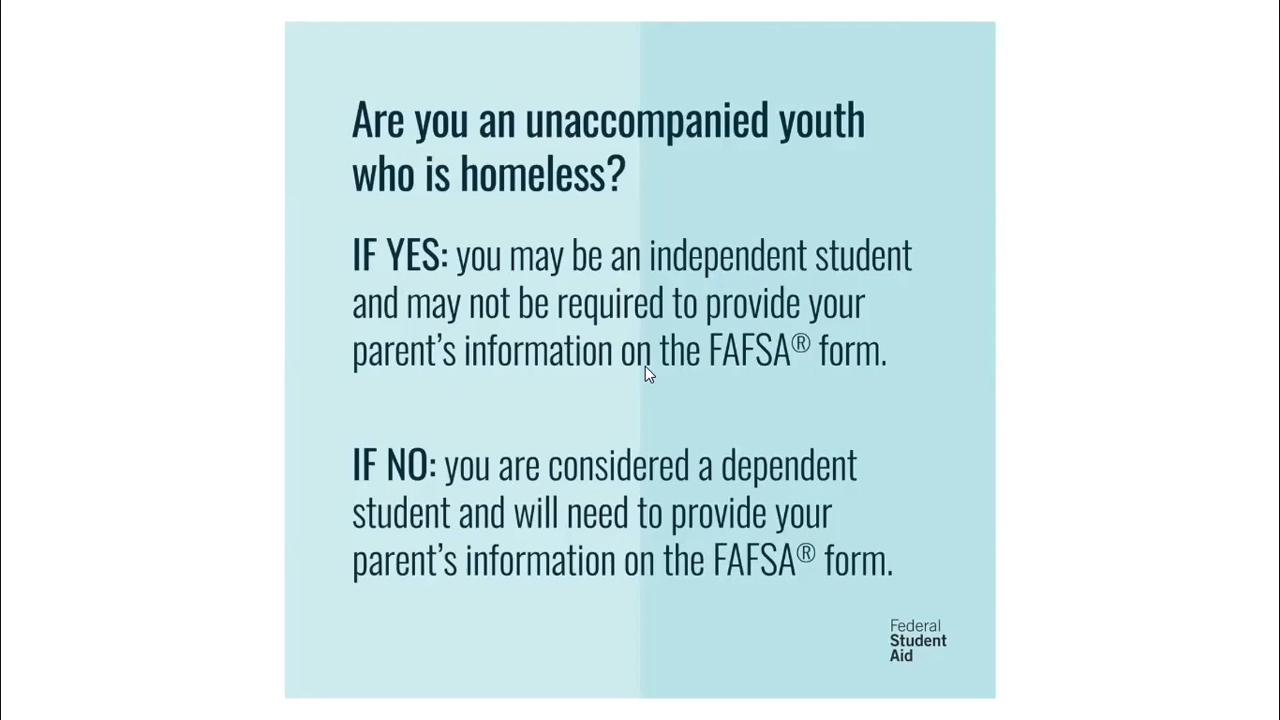 Are you an unaccompanied youth
who is homeless?
IF YES: you may be an independent student
and may not be required to provide your
parent’s information on the FAFSA® form.
IF NO: you are considered a dependent
student and will need to provide your
parent’s information on the FAFSA® form.
Federal
Student
Aid